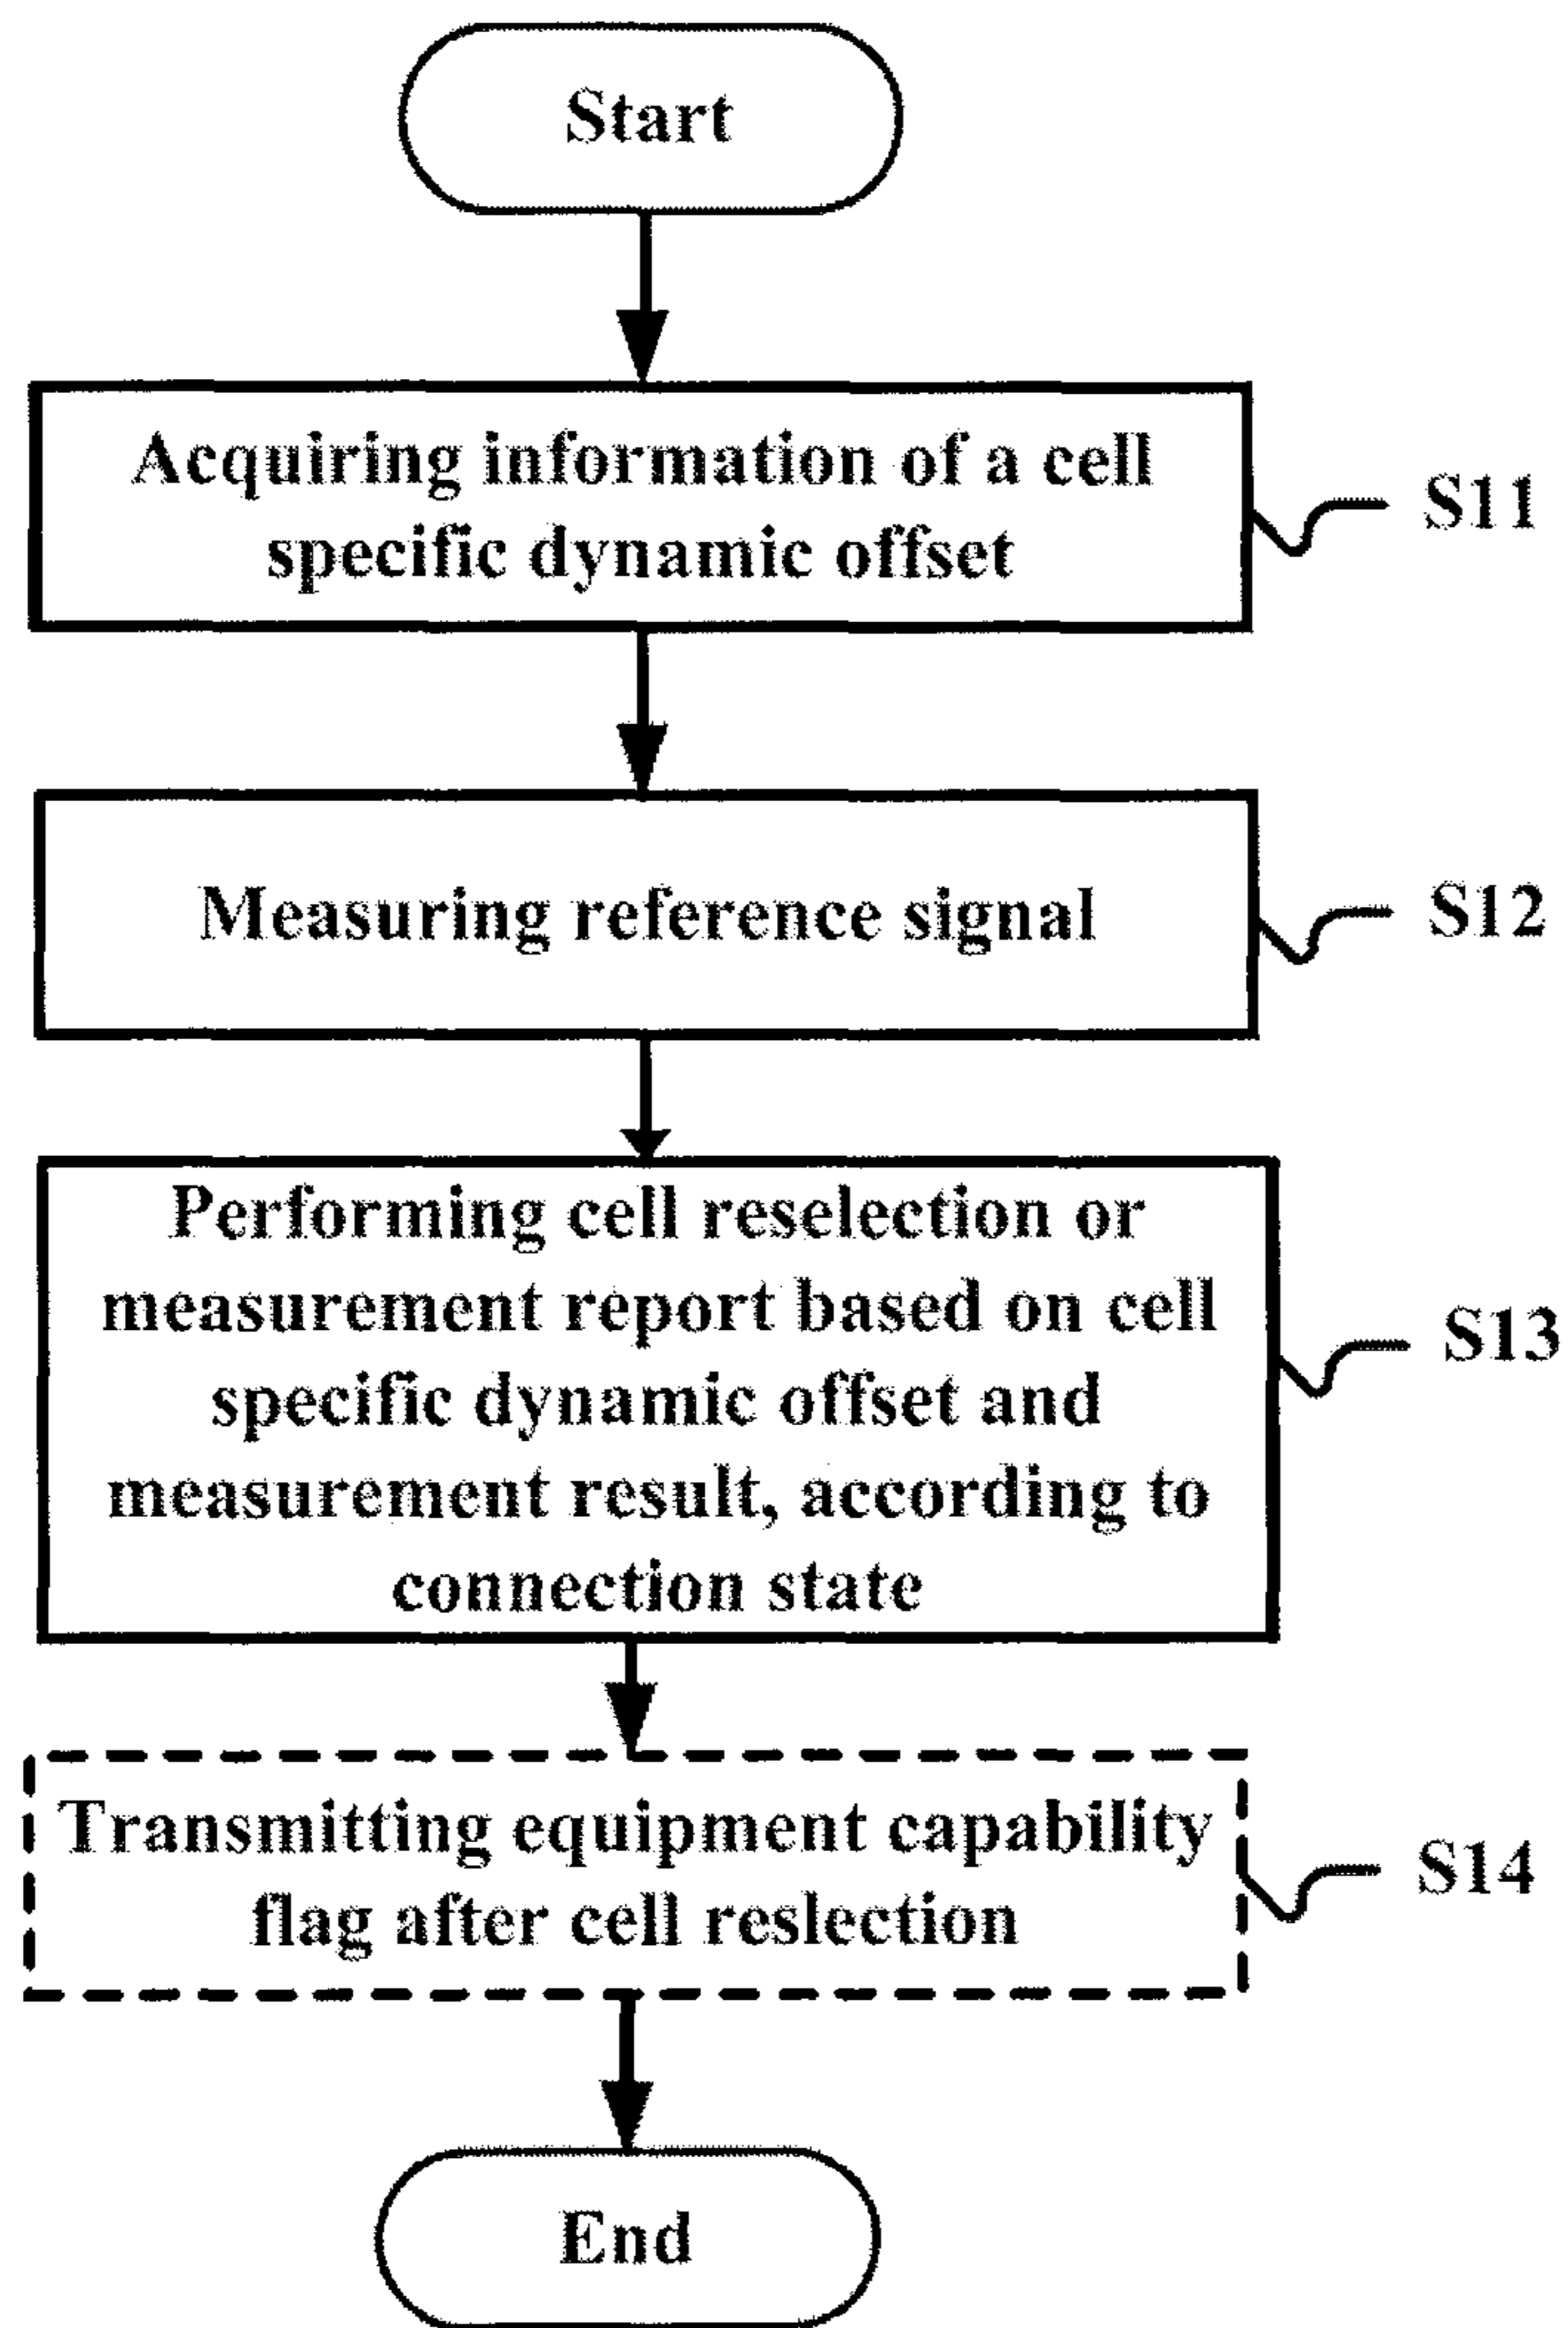 Start
Acquiring information of a cell
specific dynamic offset
S11
Measuring reference signal
S12
Performing cell reselection or
measurement report based on cell
specific dynamic offset and
measurement result, according to
connection state
S13
Transmitting equipment capability
flag after cell reslection
S14
End